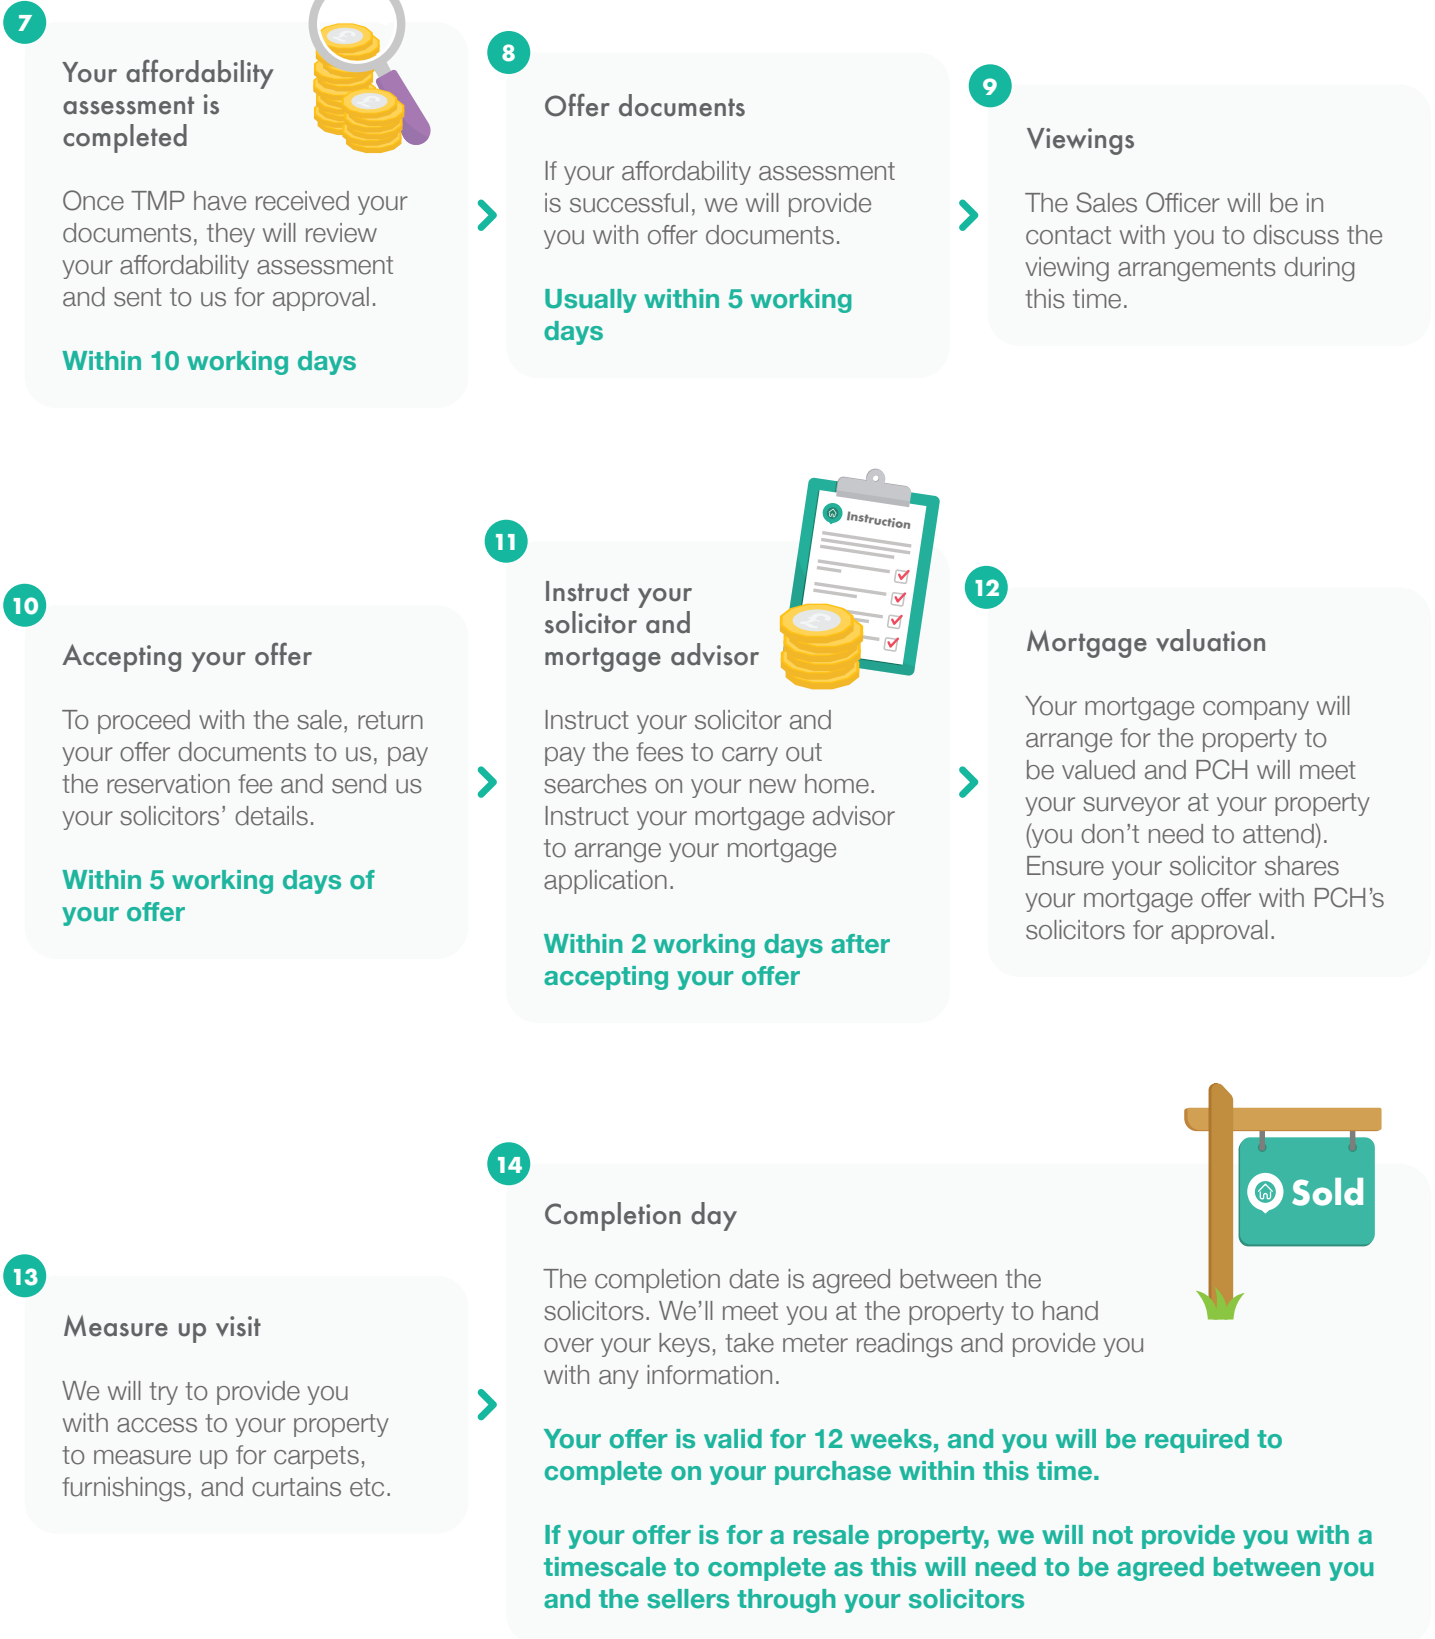 7
Your affordability
assessment is
completed
Once TMP have received your
documents, they will review
your affordability assessment
and sent to us for approval.
Within 10 working days
8
Offer documents
If your affordability assessment
is successful, we will provide
you with offer documents.
Usually within 5 working
days
9
Viewings
The Sales Officer will be in
contact with you to discuss the
viewing arrangements during
this time.
10
Accepting your offer
To proceed with the sale, return
your offer documents to us, pay
the reservation fee and send us
your solicitors’ details.
Within 5 working days of
your offer
11
Instruction
Instruct your
solicitor and
mortgage advisor
Instruct your solicitor and
pay the fees to carry out
searches on your new home.
Instruct your mortgage advisor
to arrange your mortgage
application.
Within 2 working days after
accepting your offer
12
Mortgage valuation
Your mortgage company will
arrange for the property to
be valued and PCH will meet
your surveyor at your property
(you don’t need to attend).
Ensure your solicitor shares
your mortgage offer with PCH’s
solicitors for approval.
13
Measure up visit
We will try to provide you
with access to your property
to measure up for carpets,
furnishings, and curtains etc.
14
Sold
Completion day
The completion date is agreed between the
solicitors. We’ll meet you at the property to hand
over your keys, take meter readings and provide you
with any information.
Your offer is valid for 12 weeks, and you will be required to
complete on your purchase within this time.
If your offer is for a resale property, we will not provide you with a
timescale to complete as this will need to be agreed between you
and the sellers through your solicitors